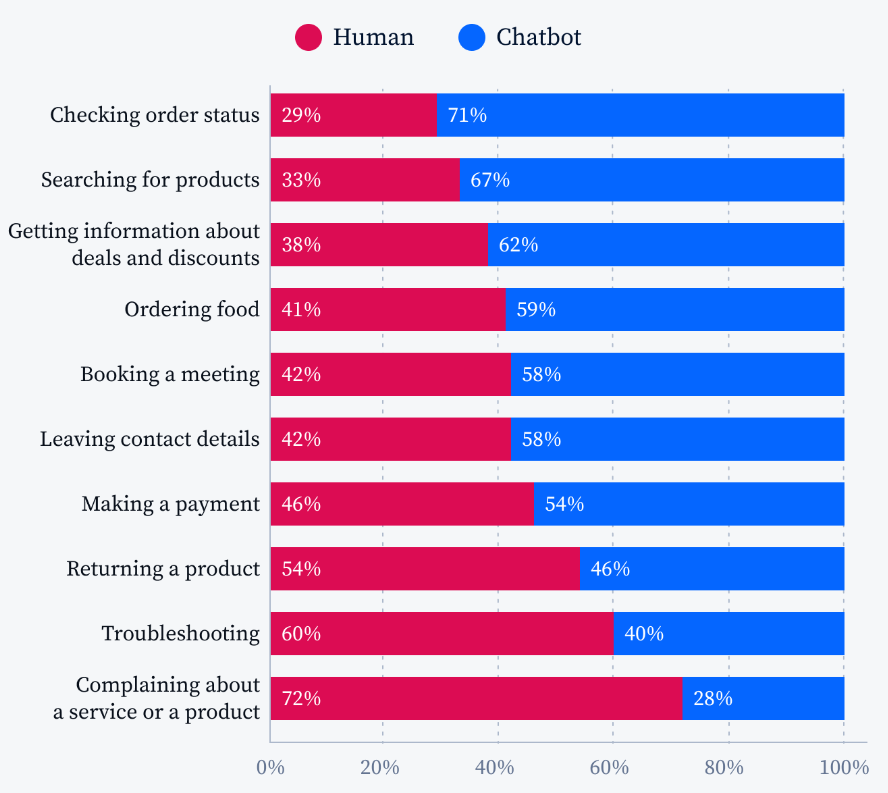 Human Chatbot
Checking order status 29% 71%
Searching for products 33% 67%
Getting information about
deals and discounts 38% 62%
Ordering food 41% 59%
Booking a meeting 42% 58%
Leaving contact details 42% 58%
Making a payment 46% 54%
Returning a product 54% 46%
Troubleshooting 60% 40%
Complaining about
a service or a product 72% 28%
0% 20% 40% 60% 80% 100%